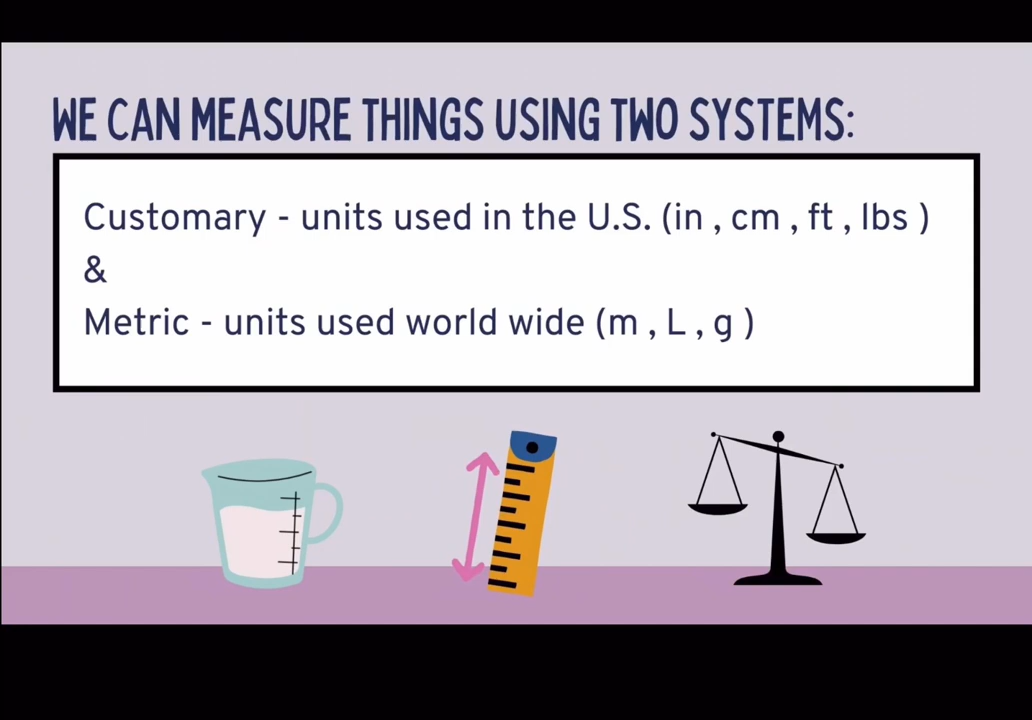 WE CAN MEASURE THINGS USING TWO SYSTEMS:
Customary - units used in the U.S. (in , cm , ft , lbs )
&
Metric - units used world wide (m , L , g )